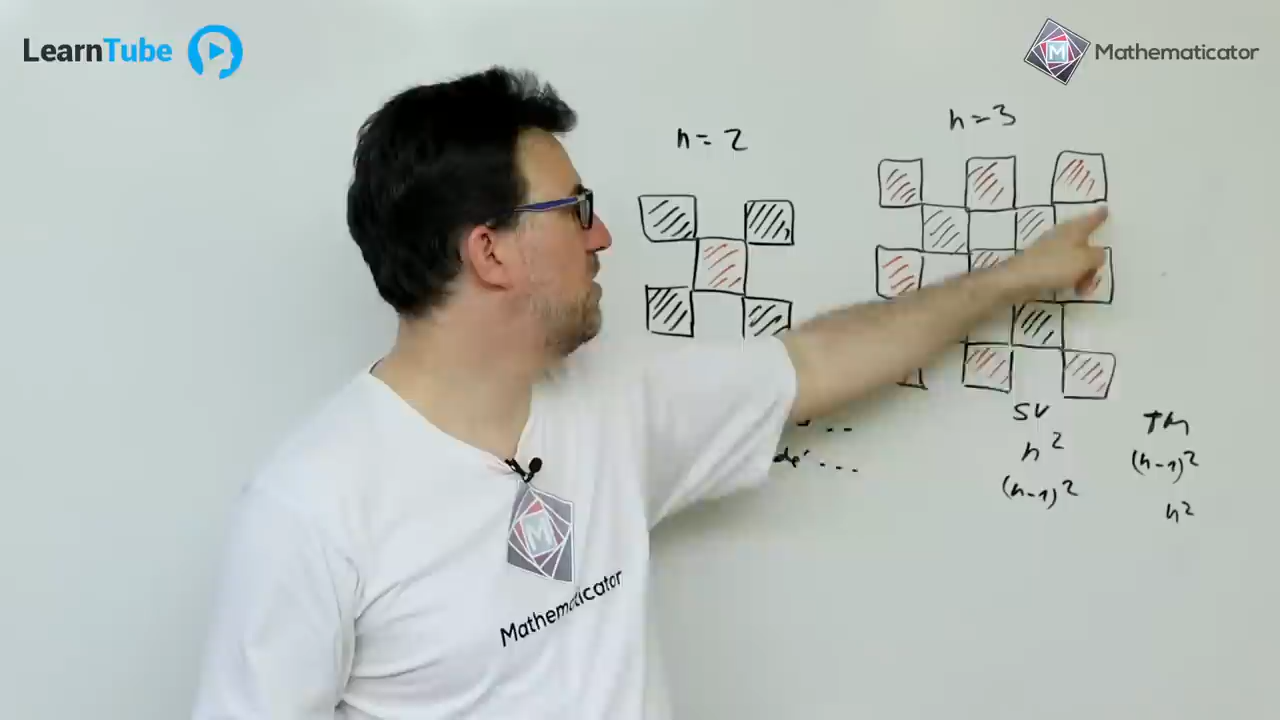 LearnTube
Mathematicator
n = 2
n = 3
SV
TM
n²
(n-1)²
(n-1)²
n²
Mathematicator